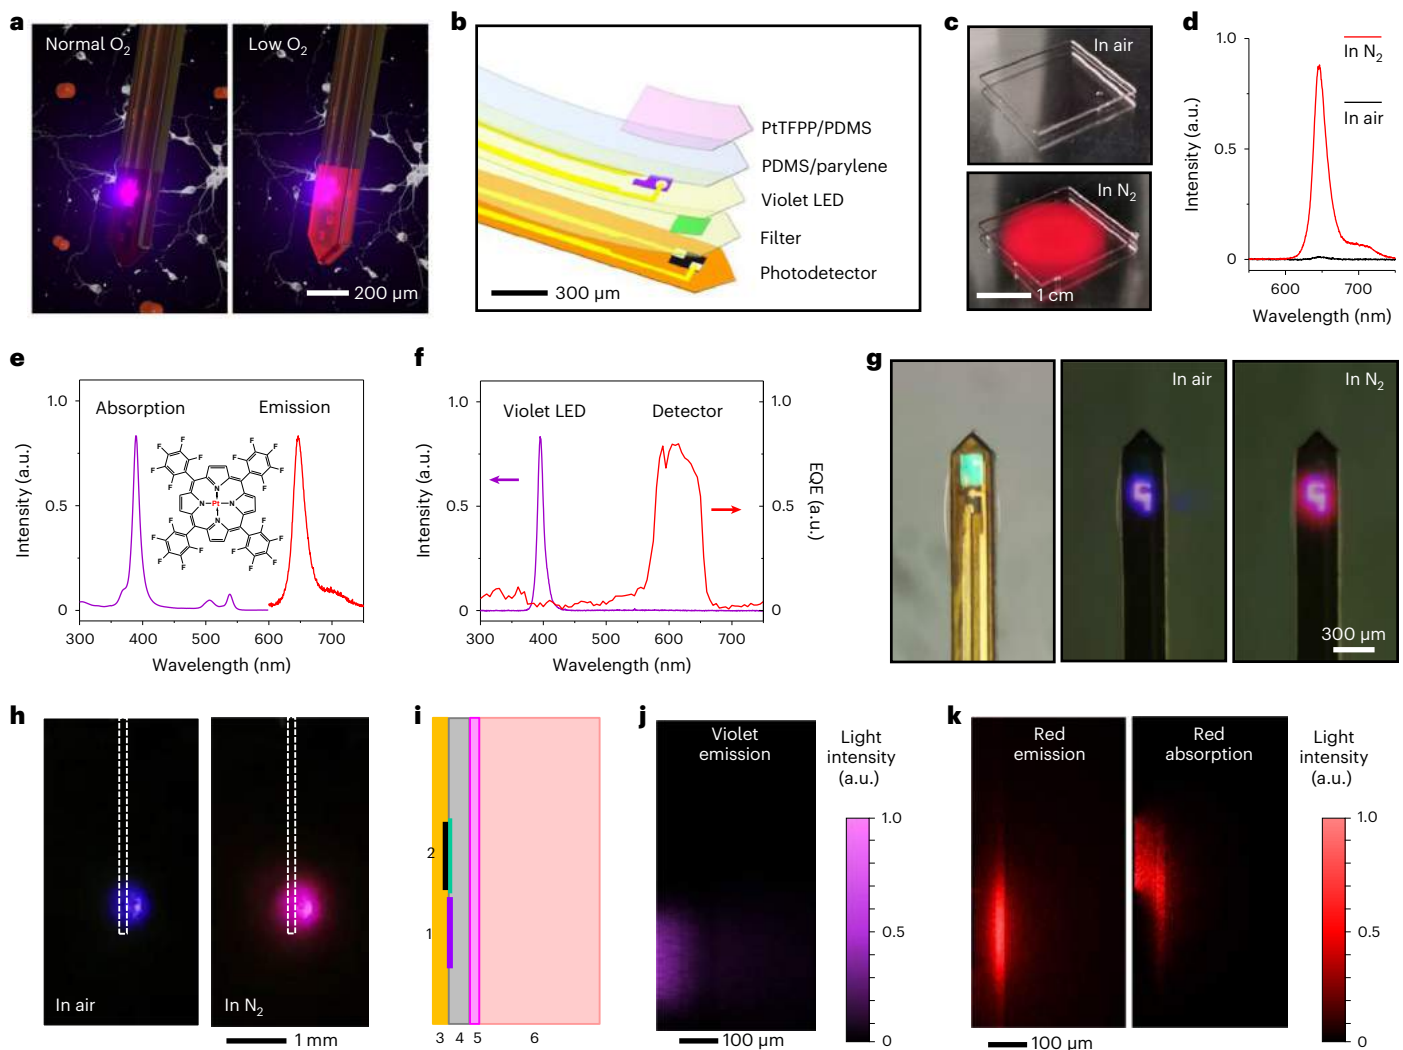 a
Normal O2
Low O2
200 µm
b
PtTFPP/PDMS
PDMS/parylene
Violet LED
Filter
Photodetector
300 µm
c
In air
In N2
1 cm
d
1.0
0.5
0
Intensity (a.u.)
In N2
In air
600 700
Wavelength (nm)
e
1.0
0.5
0
Intensity (a.u.)
Absorption
Emission
F F F F F F F F F F
N N Pt N N
F F F F F F F F F F
300 400 500 600 700
Wavelength (nm)
f
1.0
0.5
0
Intensity (a.u.)
Violet LED
Detector
1.0
0.5
0
EQE (a.u.)
300 400 500 600 700
Wavelength (nm)
g
In air
In N2
300 µm
h
In air
In N2
1 mm
i
2
1
3 4 5 6
j
Violet
emission
100 µm
Light
intensity
(a.u.)
1.0
0.5
0
k
Red
emission
Red
absorption
100 µm
Light
intensity
(a.u.)
1.0
0.5
0